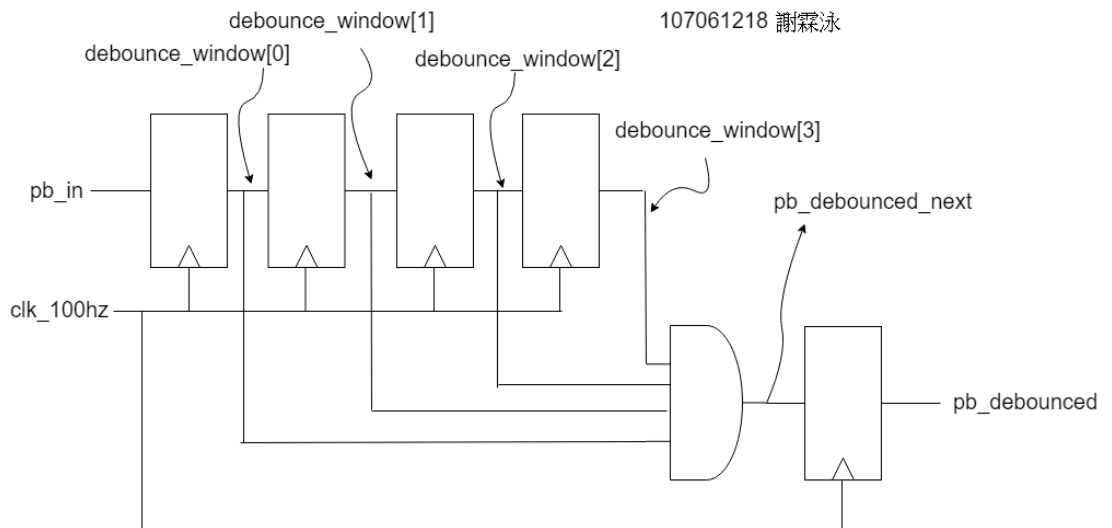 debounce_window[1]
107061218 謝霖泳
debounce_window[0]
debounce_window[2]
debounce_window[3]
pb_in
pb_debounced_next
clk_100hz
pb_debounced